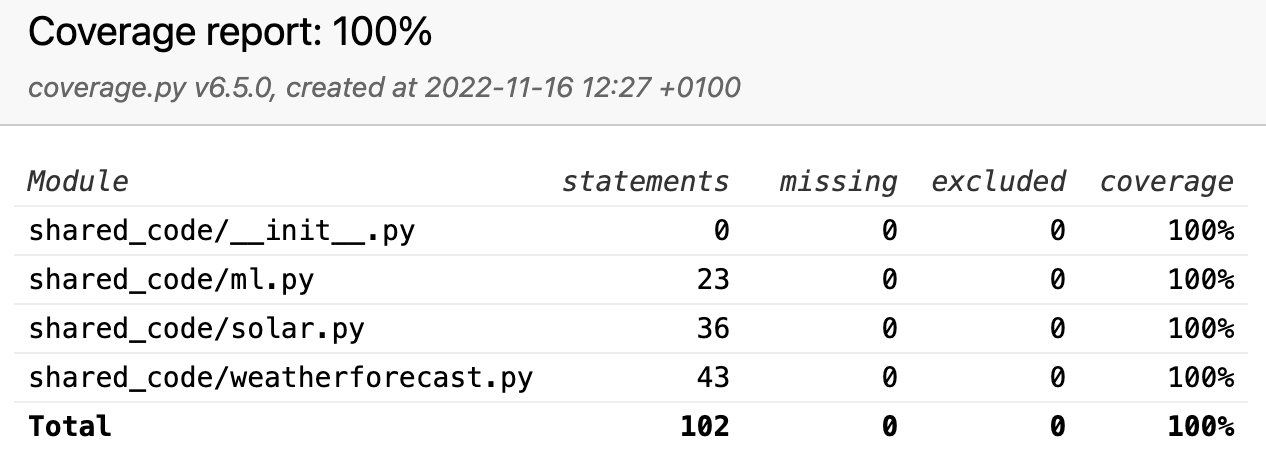 Coverage report: 100%
coverage.py v6.5.0, created at 2022-11-16 12:27 +0100
Module statements missing excluded coverage
shared_code/__init__.py 0 0 0 100%
shared_code/ml.py 23 0 0 100%
shared_code/solar.py 36 0 0 100%
shared_code/weatherforecast.py 43 0 0 100%
Total 102 0 0 100%